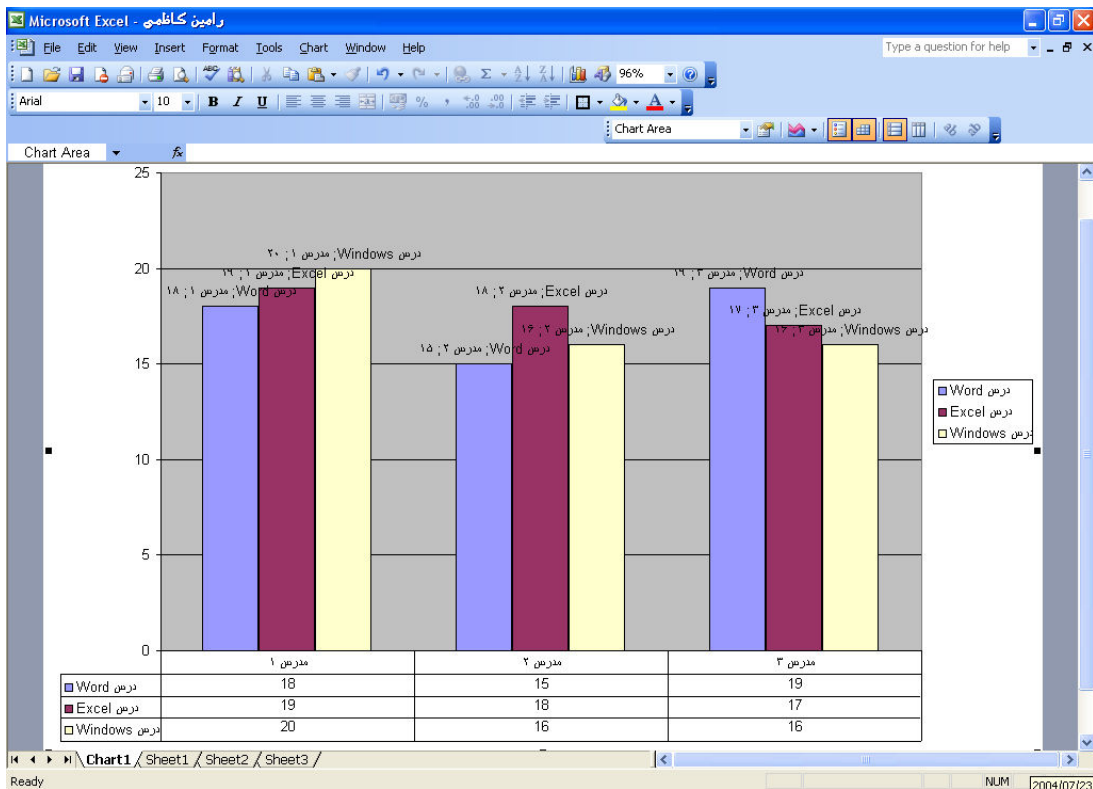 Microsoft Excel - رامین کاظمی
File Edit View Insert Format Tools Chart Window Help
Type a question for help
96%
Arial 10 B I U
Chart Area
Chart Area fx
25
درس Windows; مدرس ۱; ۲۰
20
درس Excel; مدرس ۱; ۱۹
درس Word; مدرس ۳; ۱۹
درس Word; مدرس ۱; ۱۸
درس Excel; مدرس ۲; ۱۸
درس Excel; مدرس ۳; ۱۷
درس Windows; مدرس ۲; ۱۶
درس Windows; مدرس ۳; ۱۶
درس Word; مدرس ۲; ۱۵
15
درس Word
درس Excel
درس Windows
10
5
0
مدرس ۱ مدرس ۲ مدرس ۳
درس Word 18 15 19
درس Excel 19 18 17
درس Windows 20 16 16
Chart1 / Sheet1 / Sheet2 / Sheet3 /
Ready
NUM
2004/07/23